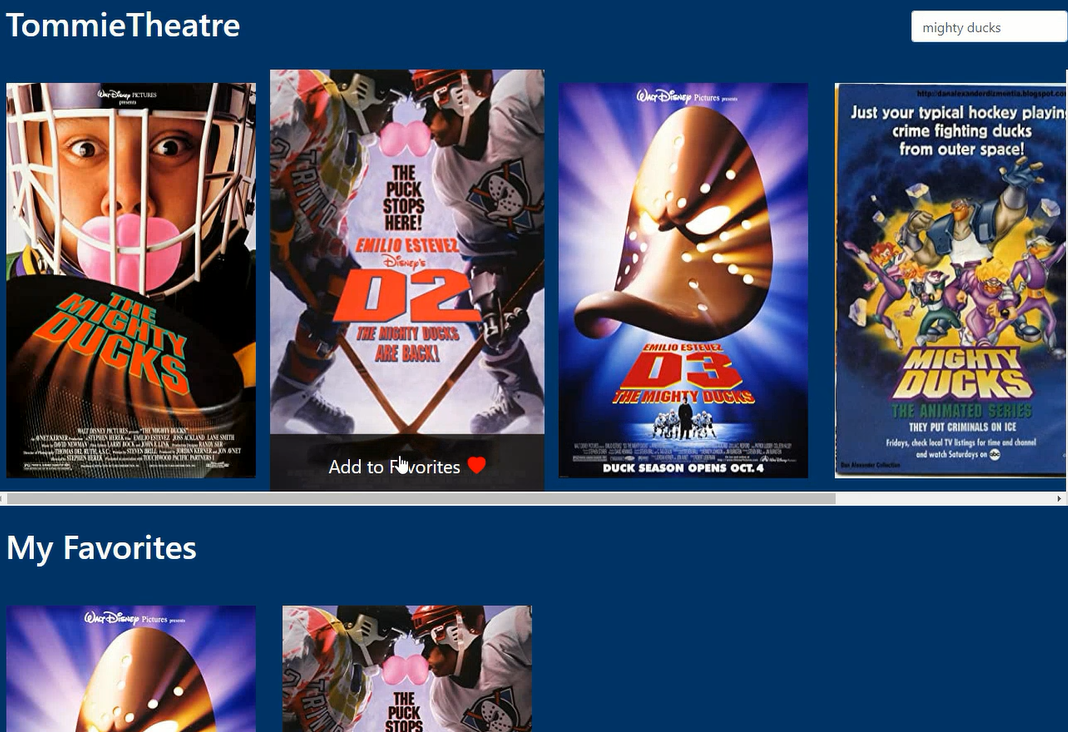 TommieTheatre
mighty ducks
WALT DISNEY PICTURES
presents
THE
MIGHTY
DUCKS
THE
PUCK
STOPS
HERE!
EMILIO ESTEVEZ
Disney's
D2
THE MIGHTY DUCKS
ARE BACK!
Add to Favorites
WALT DISNEY Pictures presents
EMILIO ESTEVEZ
D3
THE MIGHTY DUCKS
DUCK SEASON OPENS OCT. 4
Just your typical hockey playin
crime fighting ducks
from outer space!
MIGHTY
DUCKS
THE ANIMATED SERIES
THEY PUT CRIMINALS ON ICE
Fridays, check local TV listings for time and channel
and watch Saturdays on abc
Dan Alexander Collection
My Favorites
WALT DISNEY Pictures presents
THE
PUCK
STOPS